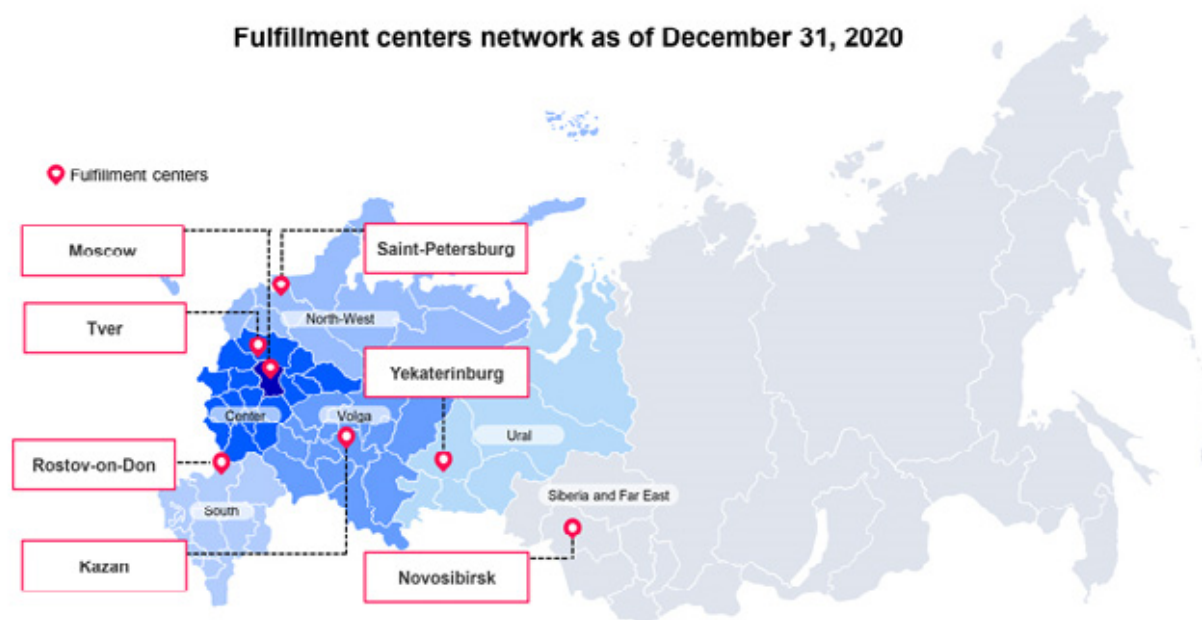 Fulfillment centers network as of December 31, 2020
Fulfillment centers
Moscow
Saint-Petersburg
Tver
North-West
Yekaterinburg
Center
Volga
Ural
Rostov-on-Don
Siberia and Far East
South
Kazan
Novosibirsk